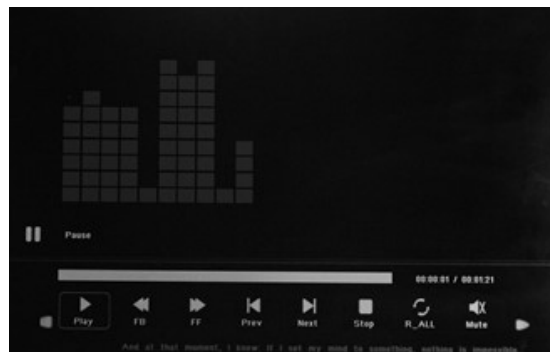 Pause
00:00:01 / 00:01:21
Play FB FF Prev Next Stop R_ALL Mute
And at that moment, I knew: If I set my mind to something, nothing is impossible